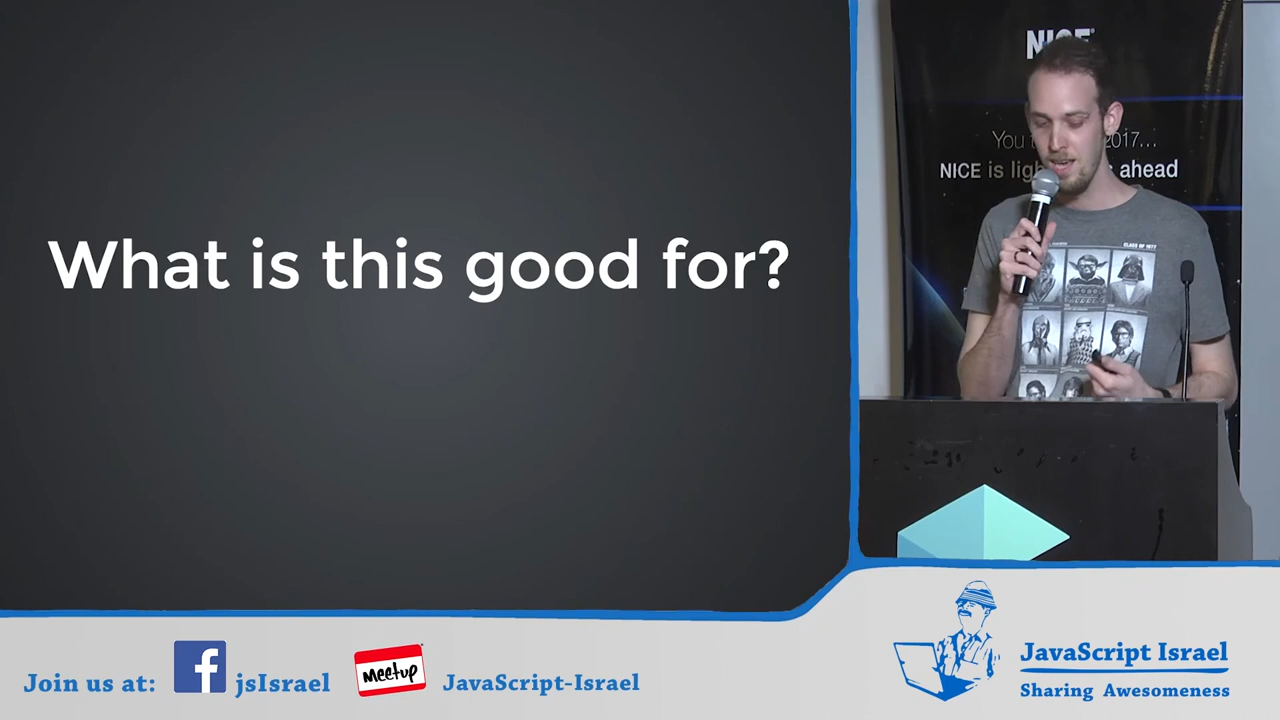 What is this good for?
NICE
You 2017...
NICE is ahead
CLASS OF 1977
Join us at:
jsIsrael
meetup
JavaScript-Israel
JavaScript Israel
Sharing Awesomeness